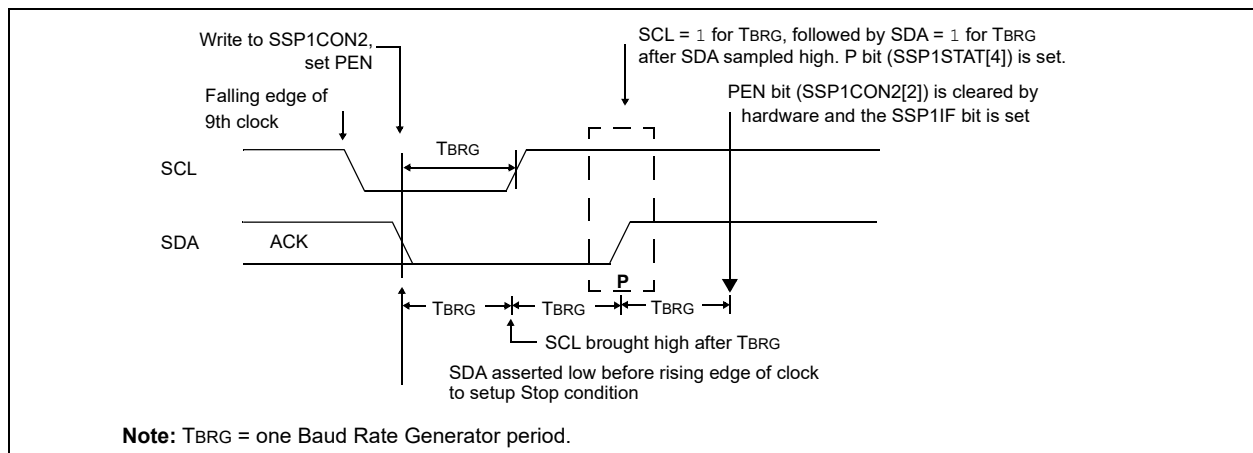 Write to SSP1CON2,
set PEN
SCL = 1 for TBRG, followed by SDA = 1 for TBRG
after SDA sampled high. P bit (SSP1STAT[4]) is set.
Falling edge of
9th clock
PEN bit (SSP1CON2[2]) is cleared by
hardware and the SSP1IF bit is set
TBRG
SCL
SDA
ACK
P
TBRG
TBRG
TBRG
SCL brought high after TBRG
SDA asserted low before rising edge of clock
to setup Stop condition
Note: TBRG = one Baud Rate Generator period.